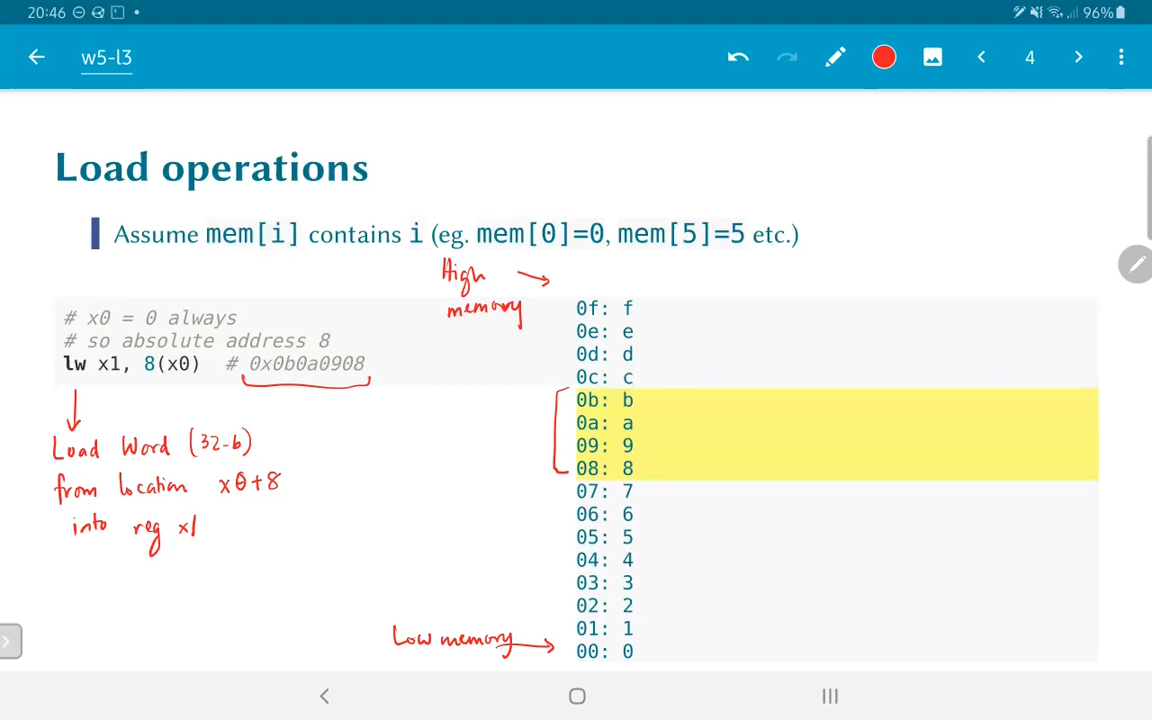 20:46 96%
w5-l3 4
Load operations
Assume mem[i] contains i (eg. mem[0]=0, mem[5]=5 etc.)
High
memory
# x0 = 0 always
# so absolute address 8
lw x1, 8(x0) # 0x0b0a0908
Load Word (32-b)
from location x0+8
into reg x1
Low memory
0f: f
0e: e
0d: d
0c: c
0b: b
0a: a
09: 9
08: 8
07: 7
06: 6
05: 5
04: 4
03: 3
02: 2
01: 1
00: 0